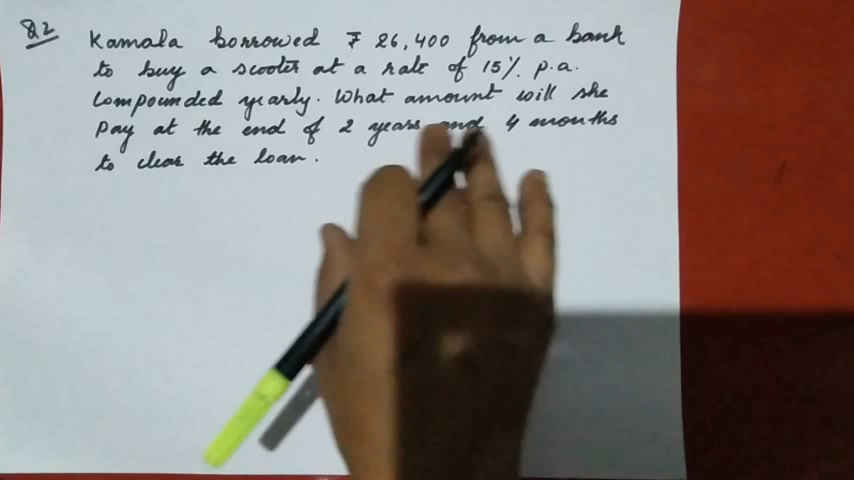 Q2
Kamala borrowed ₹ 26,400 from a bank
to buy a scooter at a rate of 15% p.a.
Compounded yearly. What amount will she
Pay at the end of 2 years and 4 months
to clear the loan.